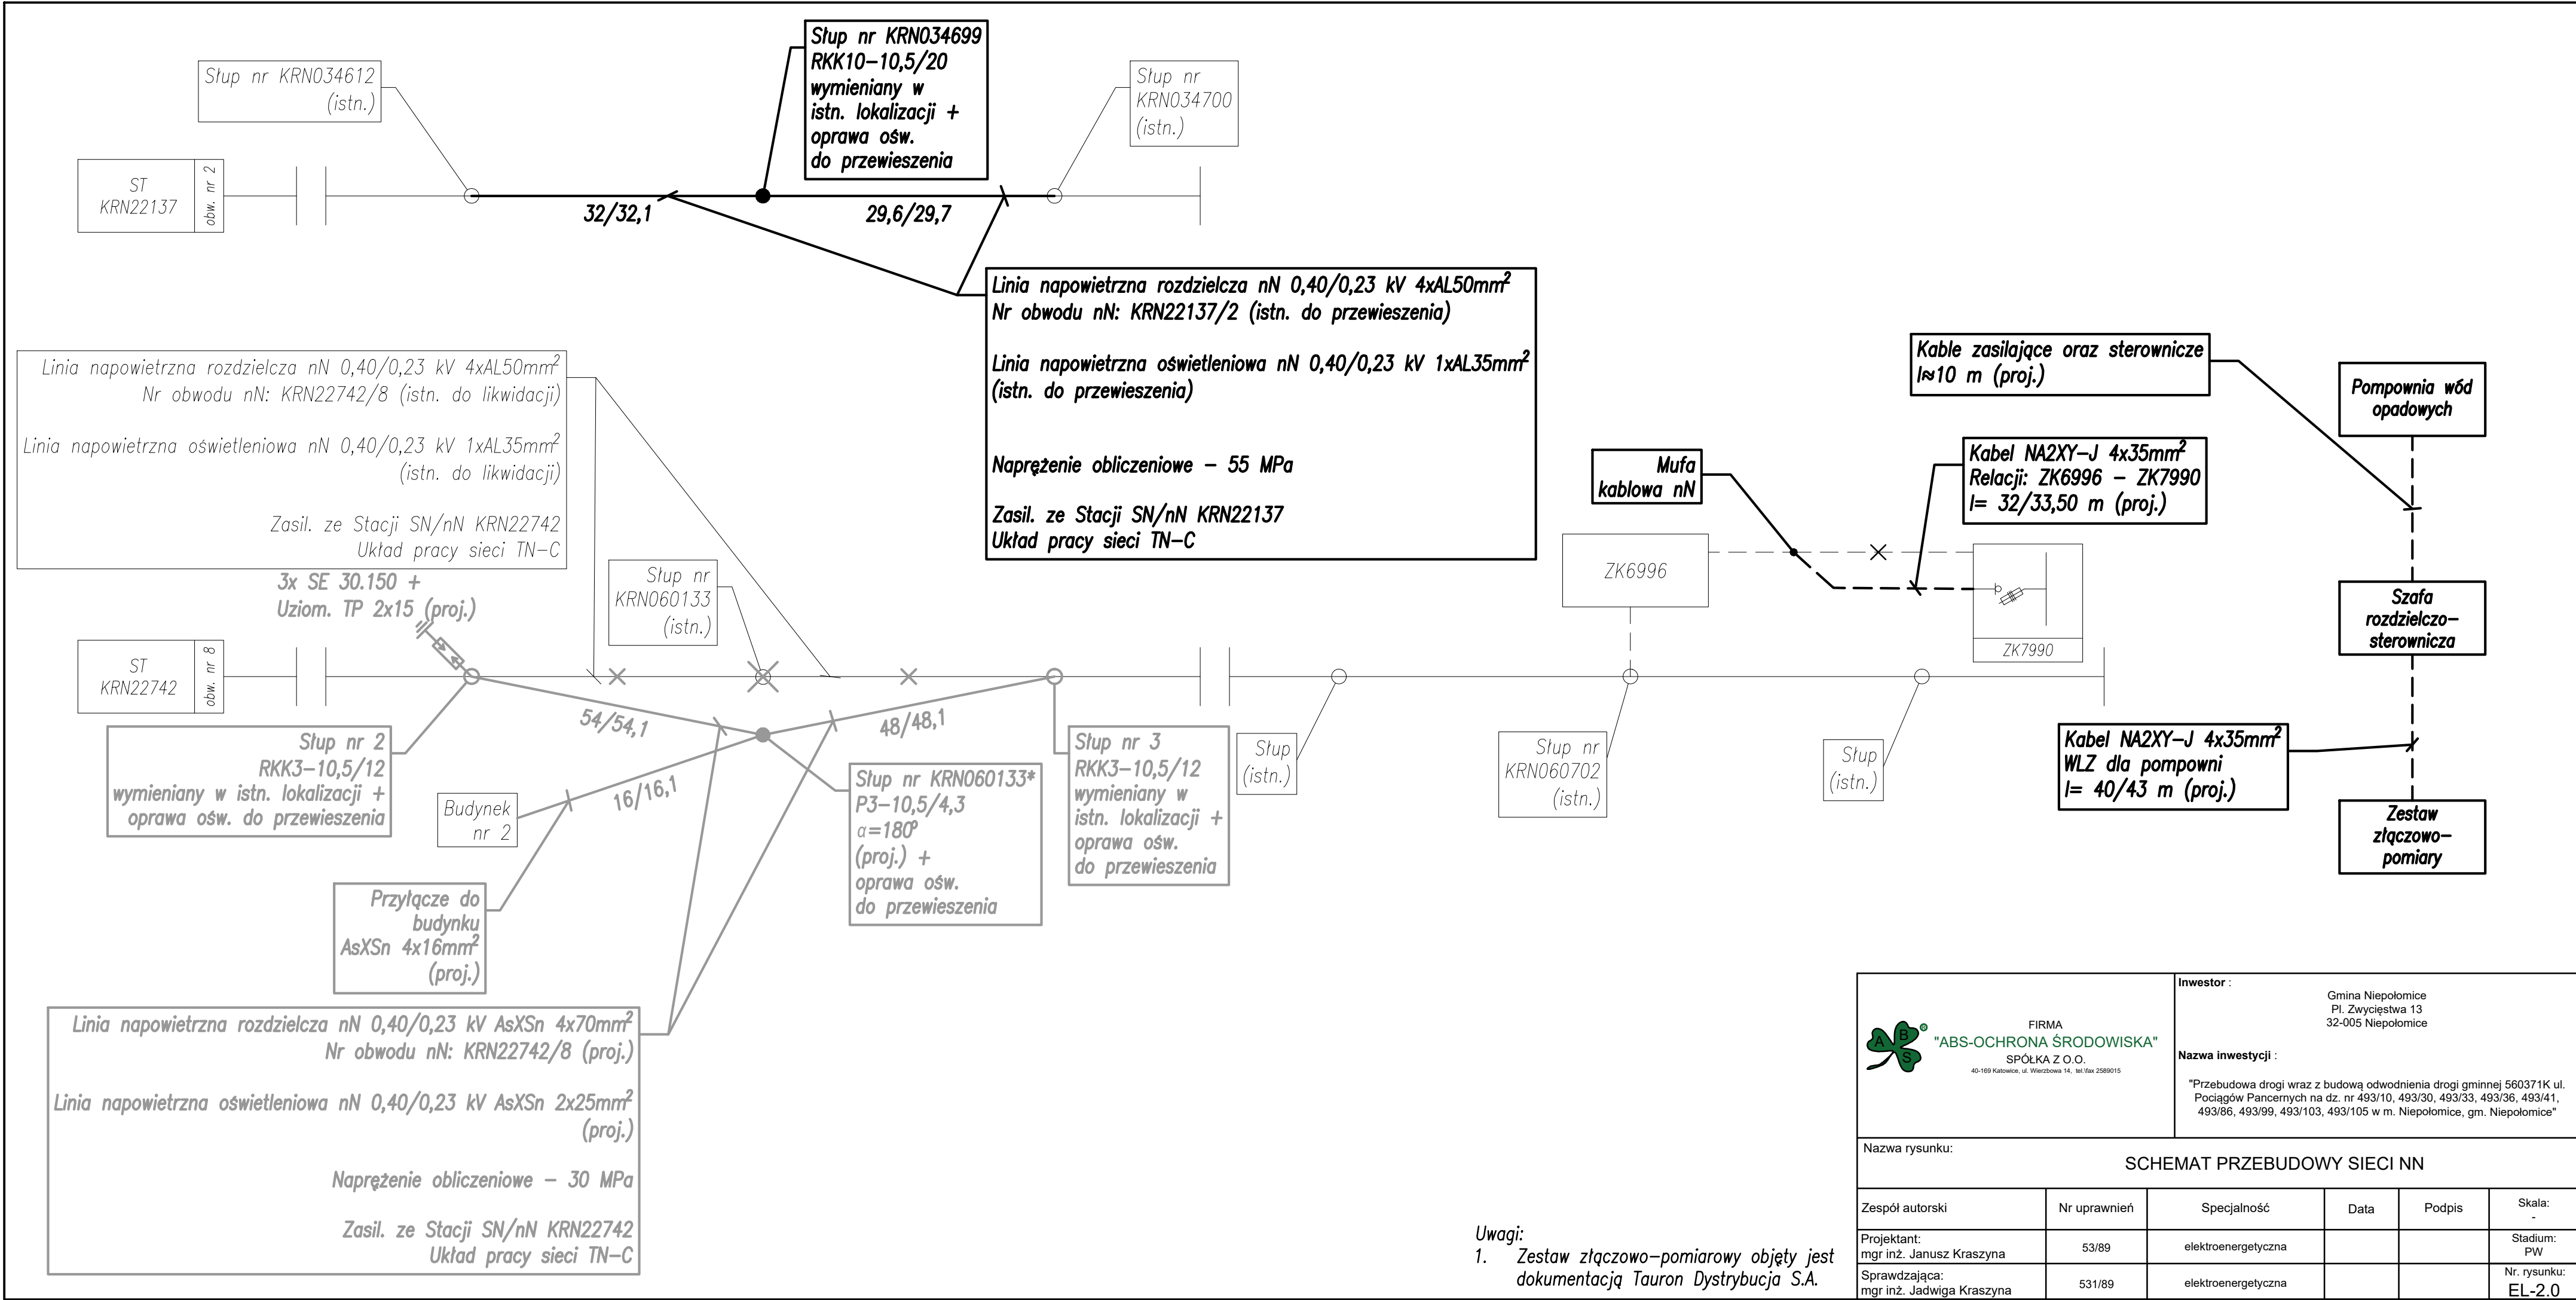 Słup nr KRN034699
RKK10-10,5/20
wymieniany w
istn. lokalizacji +
oprawa ośw.
do przewieszenia
Słup nr KRN034612
(istn.)
Słup nr
KRN034700
(istn.)
ST
KRN22137
obw. nr 2
32/32,1
29,6/29,7
Linia napowietrzna rozdzielcza nN 0,40/0,23 kV 4xAL50mm²
Nr obwodu nN: KRN22137/2 (istn. do przewieszenia)
Linia napowietrzna oświetleniowa nN 0,40/0,23 kV 1xAL35mm²
(istn. do przewieszenia)
Naprężenie obliczeniowe - 55 MPa
Zasil. ze Stacji SN/nN KRN22137
Układ pracy sieci TN-C
Linia napowietrzna rozdzielcza nN 0,40/0,23 kV 4xAL50mm²
Nr obwodu nN: KRN22742/8 (istn. do likwidacji)
Linia napowietrzna oświetleniowa nN 0,40/0,23 kV 1xAL35mm²
(istn. do likwidacji)
Zasil. ze Stacji SN/nN KRN22742
Układ pracy sieci TN-C
Kable zasilające oraz sterownicze
l≈10 m (proj.)
Pompownia wód
opadowych
Mufa
kablowa nN
Kabel NA2XY-J 4x35mm²
Relacji: ZK6996 - ZK7990
l= 32/33,50 m (proj.)
ZK6996
ZK7990
Szafa
rozdzielczo-
sterownicza
3x SE 30.150 +
Uziom. TP 2x15 (proj.)
Słup nr
KRN060133
(istn.)
ST
KRN22742
obw. nr 8
54/54,1
48/48,1
16/16,1
Słup nr 2
RKK3-10,5/12
wymieniany w istn. lokalizacji +
oprawa ośw. do przewieszenia
Budynek
nr 2
Słup nr KRN060133*
P3-10,5/4,3
α=180º
(proj.) +
oprawa ośw.
do przewieszenia
Słup nr 3
RKK3-10,5/12
wymieniany w
istn. lokalizacji +
oprawa ośw.
do przewieszenia
Słup
(istn.)
Słup nr
KRN060702
(istn.)
Słup
(istn.)
Kabel NA2XY-J 4x35mm²
WLZ dla pompowni
l= 40/43 m (proj.)
Zestaw
złączowo-
pomiary
Przyłącze do
budynku
AsXSn 4x16mm²
(proj.)
Linia napowietrzna rozdzielcza nN 0,40/0,23 kV AsXSn 4x70mm²
Nr obwodu nN: KRN22742/8 (proj.)
Linia napowietrzna oświetleniowa nN 0,40/0,23 kV AsXSn 2x25mm²
(proj.)
Naprężenie obliczeniowe - 30 MPa
Zasil. ze Stacji SN/nN KRN22742
Układ pracy sieci TN-C
Uwagi:
1. Zestaw złączowo-pomiarowy objęty jest
dokumentacją Tauron Dystrybucja S.A.
A B S ®
FIRMA
"ABS-OCHRONA ŚRODOWISKA"
SPÓŁKA Z O.O.
40-169 Katowice, ul. Wierzbowa 14, tel.\fax 2589015
Inwestor :
Gmina Niepołomice
Pl. Zwycięstwa 13
32-005 Niepołomice
Nazwa inwestycji :
"Przebudowa drogi wraz z budową odwodnienia drogi gminnej 560371K ul.
Pociągów Pancernych na dz. nr 493/10, 493/30, 493/33, 493/36, 493/41,
493/86, 493/99, 493/103, 493/105 w m. Niepołomice, gm. Niepołomice"
Nazwa rysunku:
SCHEMAT PRZEBUDOWY SIECI NN
Zespół autorski
Nr uprawnień
Specjalność
Data
Podpis
Skala:
-
Projektant:
mgr inż. Janusz Kraszyna
53/89
elektroenergetyczna
Stadium:
PW
Sprawdzająca:
mgr inż. Jadwiga Kraszyna
531/89
elektroenergetyczna
Nr. rysunku:
EL-2.0